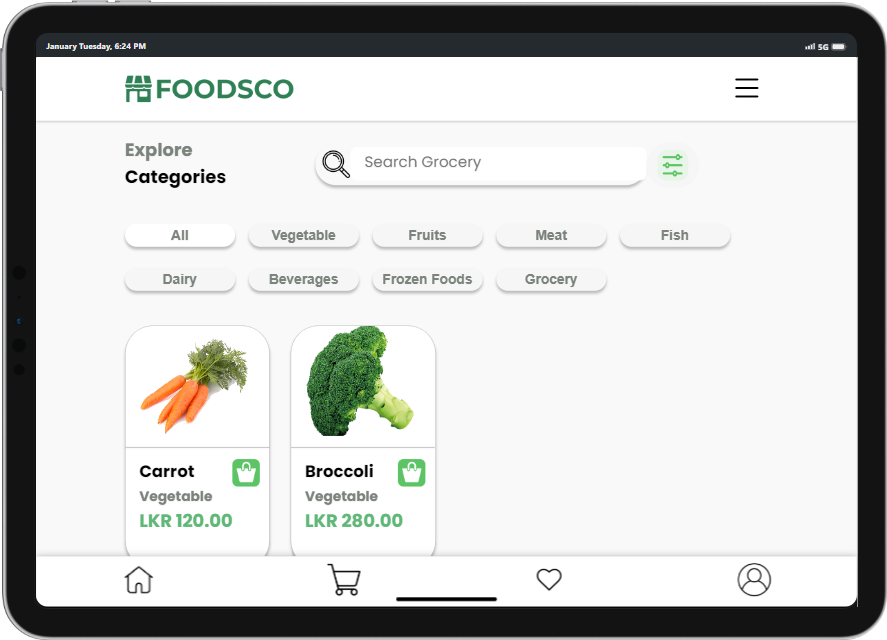 January Tuesday, 6:24 PM
5G
FOODSCO
Explore
Categories
Search Grocery
All
Vegetable
Fruits
Meat
Fish
Dairy
Beverages
Frozen Foods
Grocery
Carrot
Vegetable
LKR 120.00
Broccoli
Vegetable
LKR 280.00